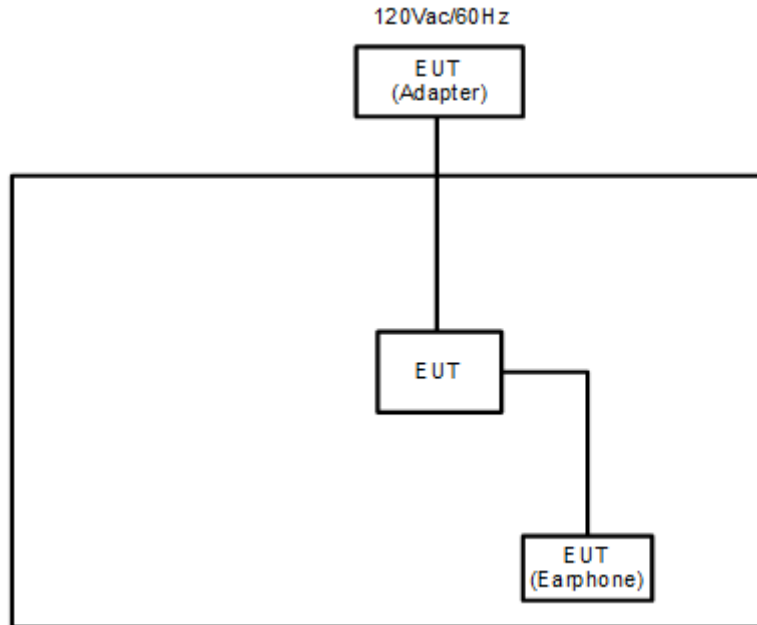 120Vac/60Hz
EUT
(Adapter)
EUT
EUT
(Earphone)